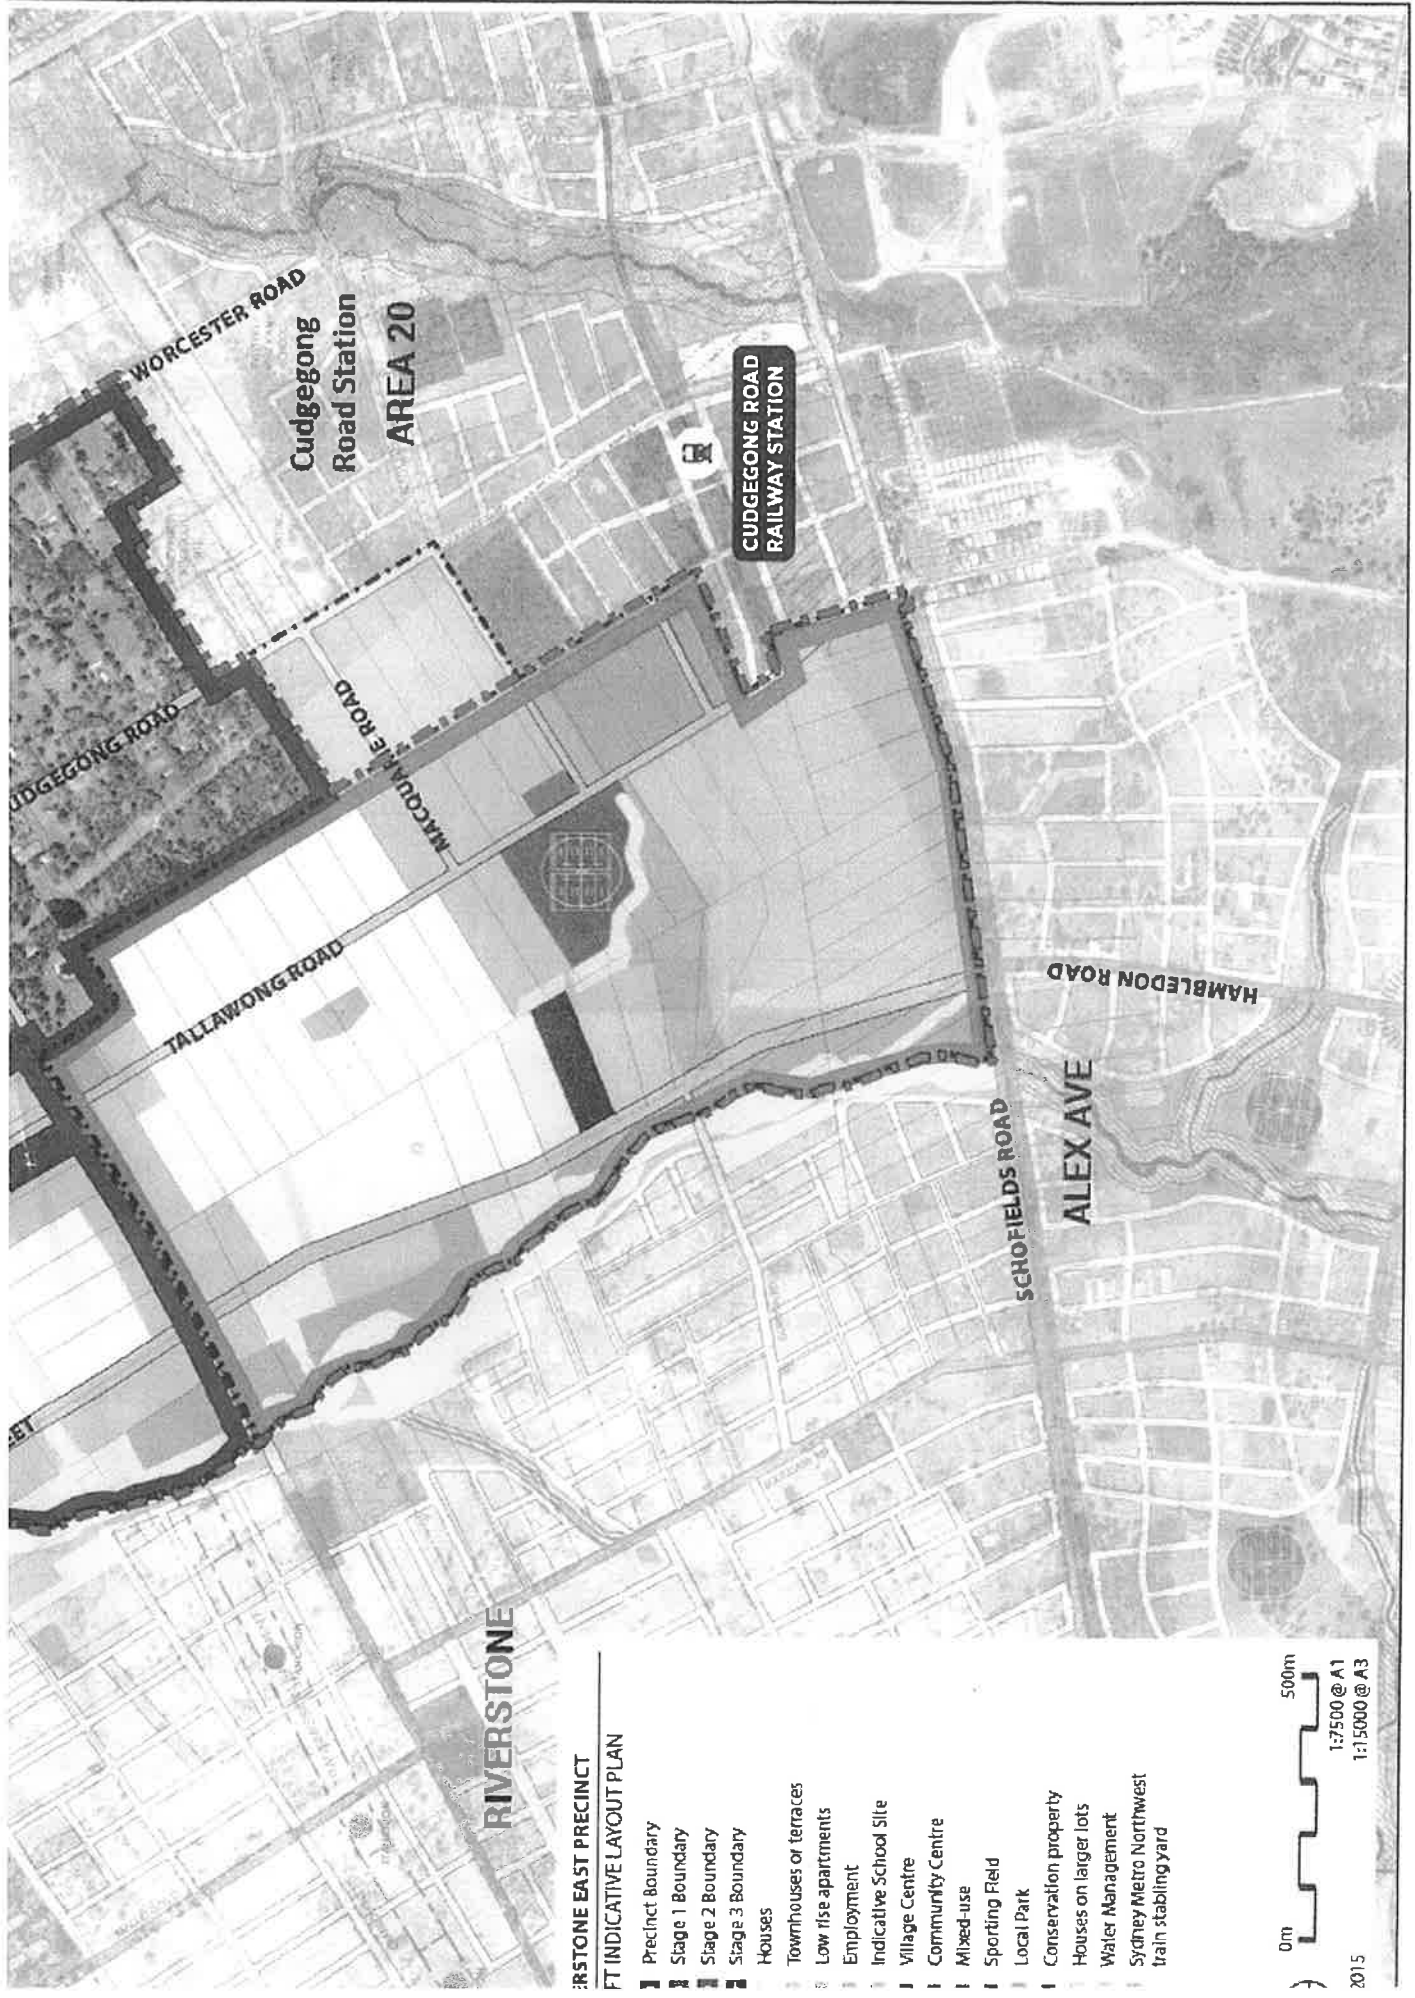 WORCESTER ROAD
Cudgegong
Road Station
AREA 20
CUDGEGONG ROAD
RAILWAY STATION
UDGEGONG ROAD
MACQUARIE ROAD
TALLAWONG ROAD
HAMBLEDON ROAD
SCHOFIELDS ROAD
ALEX AVE
EET
RIVERSTONE
ERSTONE EAST PRECINCT
FT INDICATIVE LAYOUT PLAN
Precinct Boundary
Stage 1 Boundary
Stage 2 Boundary
Stage 3 Boundary
Houses
Townhouses or terraces
Low rise apartments
Employment
Indicative School Site
Village Centre
Community Centre
Mixed-use
Sporting Field
Local Park
Conservation property
Houses on larger lots
Water Management
Sydney Metro Northwest
train stabling yard
0m
500m
1:7500 @ A1
1:15000 @ A3
2015